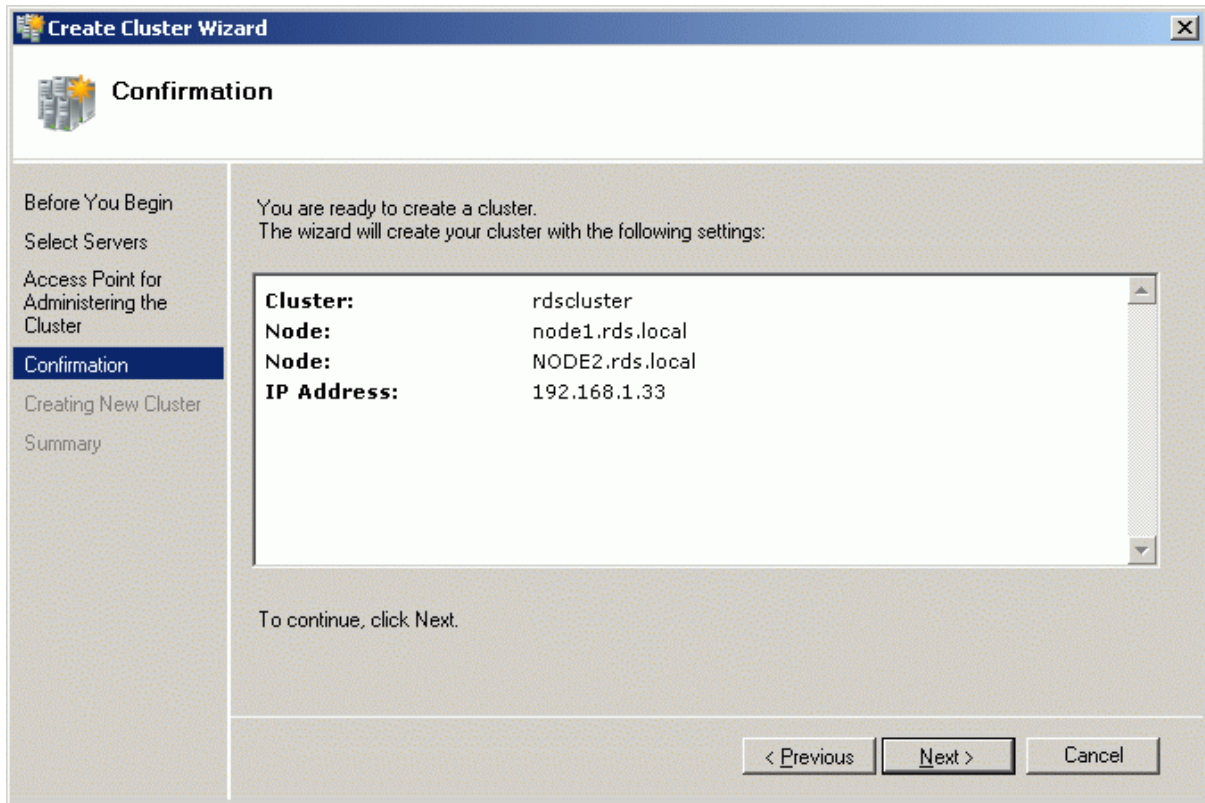 Create Cluster Wizard
Confirmation
Before You Begin
Select Servers
Access Point for
Administering the
Cluster
Confirmation
Creating New Cluster
Summary
You are ready to create a cluster.
The wizard will create your cluster with the following settings:
Cluster: rdscluster
Node: node1.rds.local
Node: NODE2.rds.local
IP Address: 192.168.1.33
To continue, click Next.
< Previous Next > Cancel